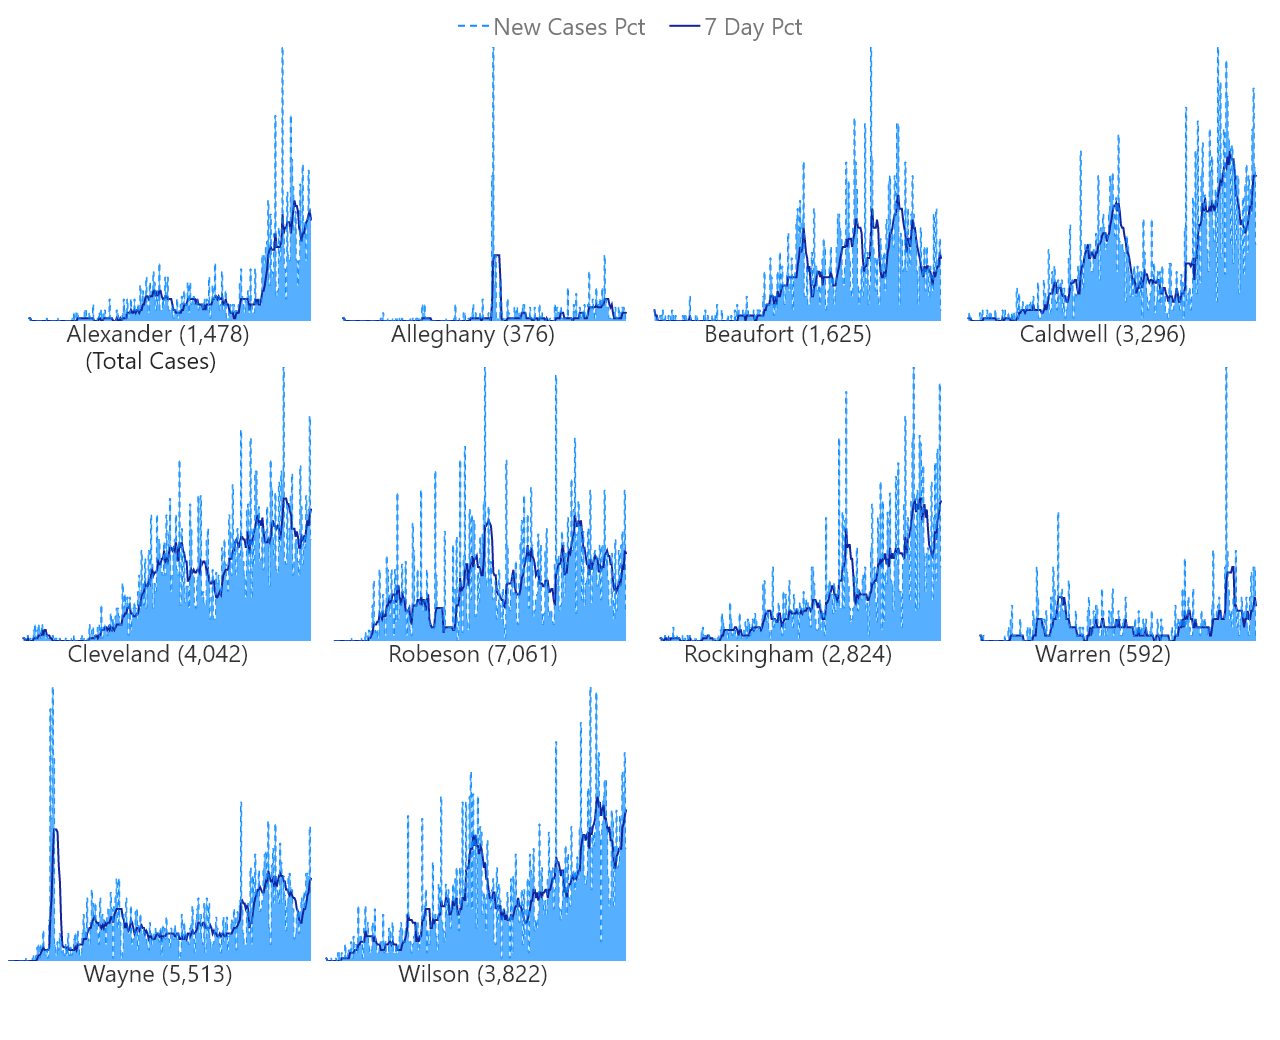 New Cases Pct 7 Day Pct
Alexander (1,478)
(Total Cases)
Alleghany (376)
Beaufort (1,625)
Caldwell (3,296)
Cleveland (4,042)
Robeson (7,061)
Rockingham (2,824)
Warren (592)
Wayne (5,513)
Wilson (3,822)